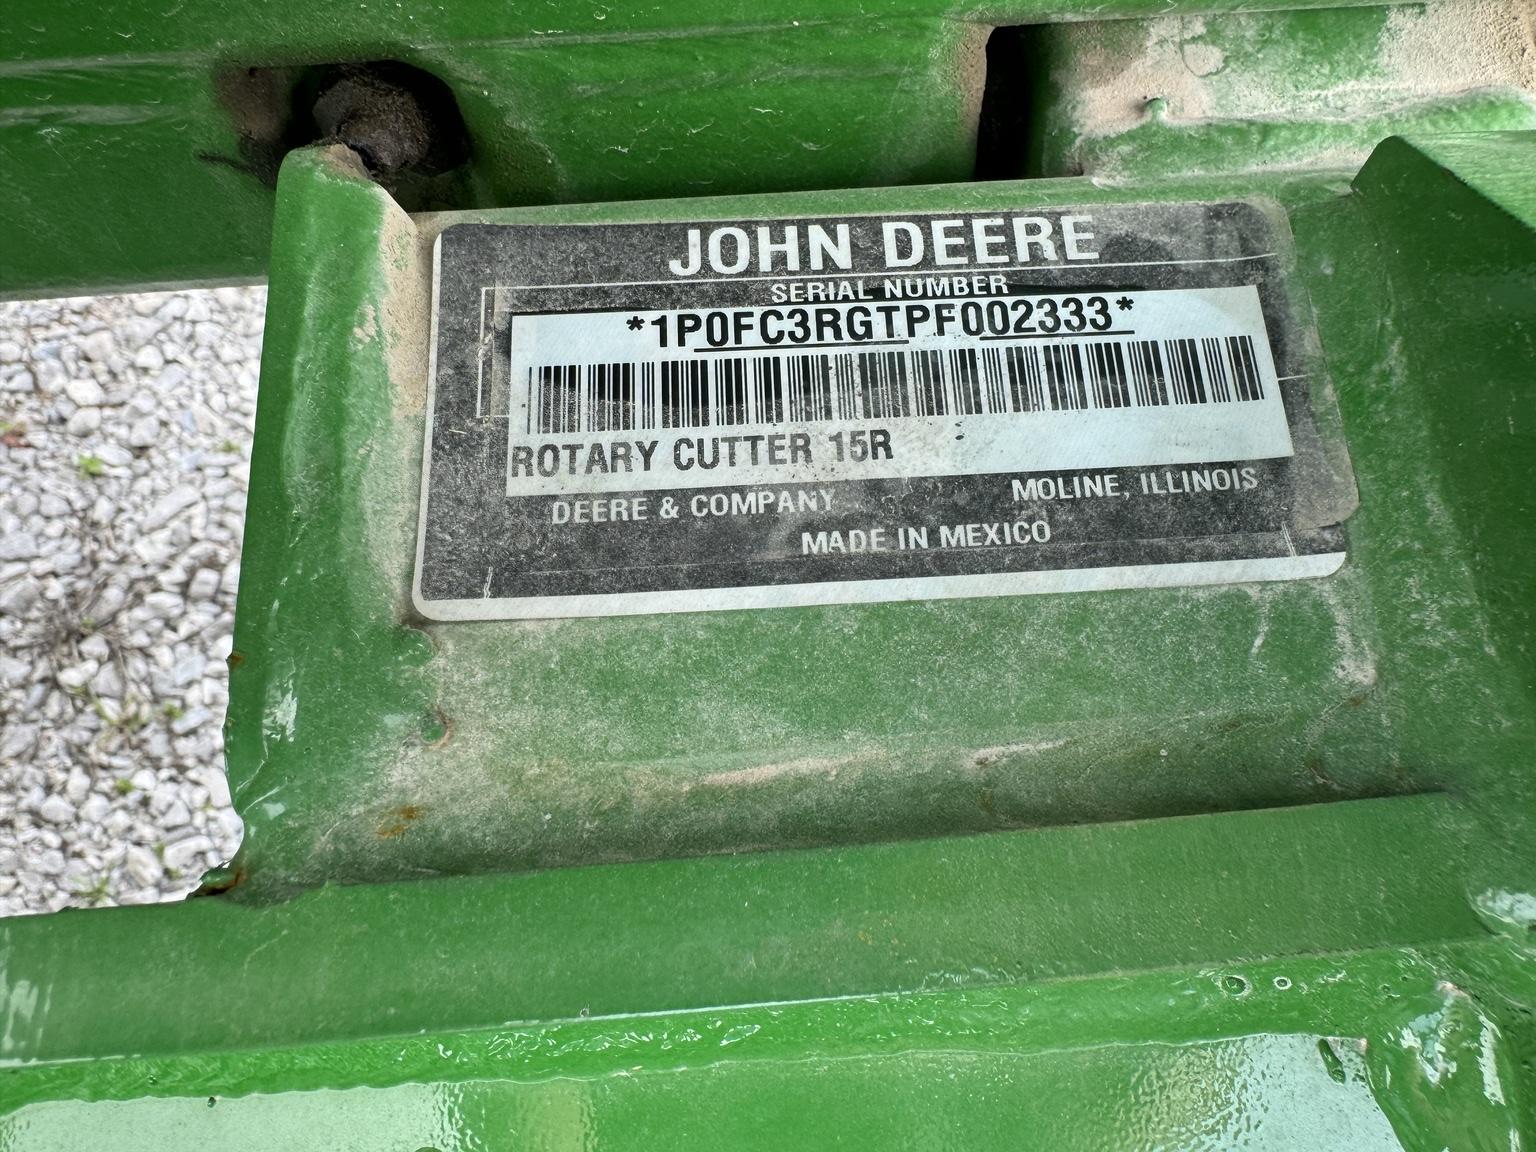 JOHN DEERE
SERIAL NUMBER
*1P0FC3RGTPF002333*
ROTARY CUTTER 15R
DEERE & COMPANY MOLINE, ILLINOIS
MADE IN MEXICO